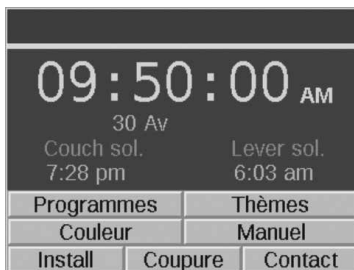 09:50:00 AM
30 Av
Couch sol. Lever sol.
7:28 pm 6:03 am
Programmes Thèmes
Couleur Manuel
Install Coupure Contact